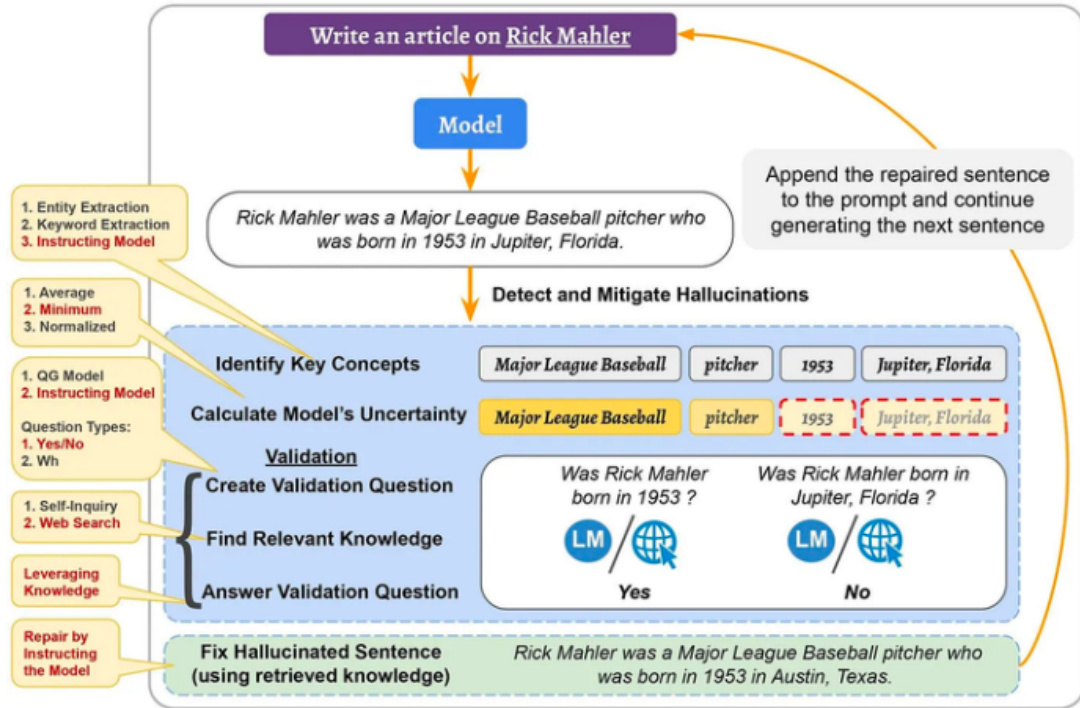 Write an article on Rick Mahler
Model
Rick Mahler was a Major League Baseball pitcher who
was born in 1953 in Jupiter, Florida.
Append the repaired sentence
to the prompt and continue
generating the next sentence
Detect and Mitigate Hallucinations
1. Entity Extraction
2. Keyword Extraction
3. Instructing Model
Identify Key Concepts
Major League Baseball
pitcher
1953
Jupiter, Florida
1. Average
2. Minimum
3. Normalized
Calculate Model's Uncertainty
Major League Baseball
pitcher
1953
Jupiter, Florida
1. QG Model
2. Instructing Model
Question Types:
1. Yes/No
2. Wh
Validation
Create Validation Question
Was Rick Mahler
born in 1953 ?
Was Rick Mahler born in
Jupiter, Florida ?
1. Self-Inquiry
2. Web Search
Find Relevant Knowledge
LM
LM
Leveraging
Knowledge
Answer Validation Question
Yes
No
Repair by
Instructing
the Model
Fix Hallucinated Sentence
(using retrieved knowledge)
Rick Mahler was a Major League Baseball pitcher who
was born in 1953 in Austin, Texas.